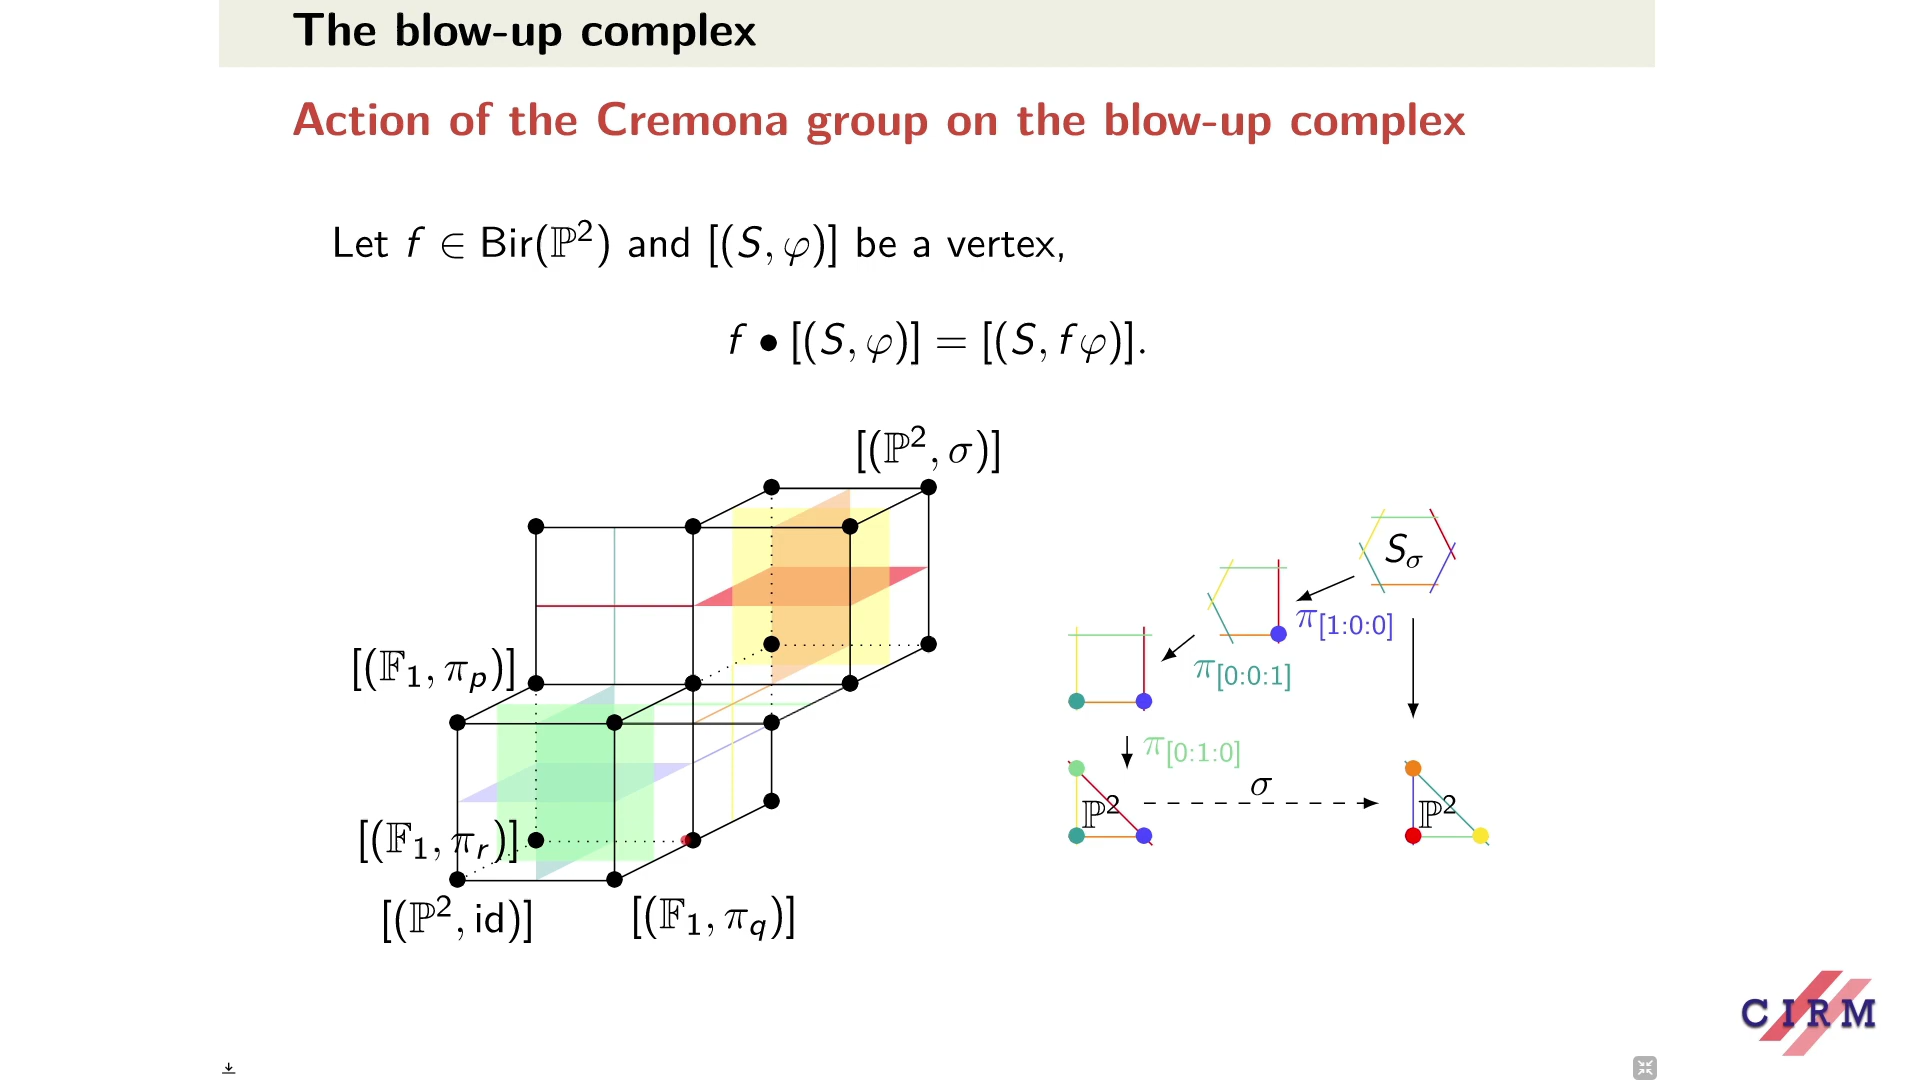 The blow-up complex
Action of the Cremona group on the blow-up complex
Let f ∈ Bir(ℙ²) and [(S, φ)] be a vertex,
f • [(S, φ)] = [(S, fφ)].
[(ℙ², σ)]
[(𝔽₁, π_p)]
[(𝔽₁, π_r)]
[(ℙ², id)]
[(𝔽₁, π_q)]
S_σ
π_[1:0:0]
π_[0:0:1]
π_[0:1:0]
σ
ℙ²
ℙ²
CIRM